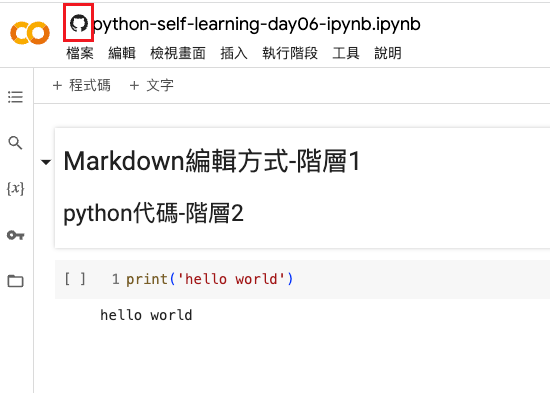 python-self-learning-day06-ipynb.ipynb
檔案 編輯 檢視畫面 插入 執行階段 工具 說明
+ 程式碼 + 文字
Markdown編輯方式-階層1
{x}
python代碼-階層2
[ ] 1 print('hello world')
hello world